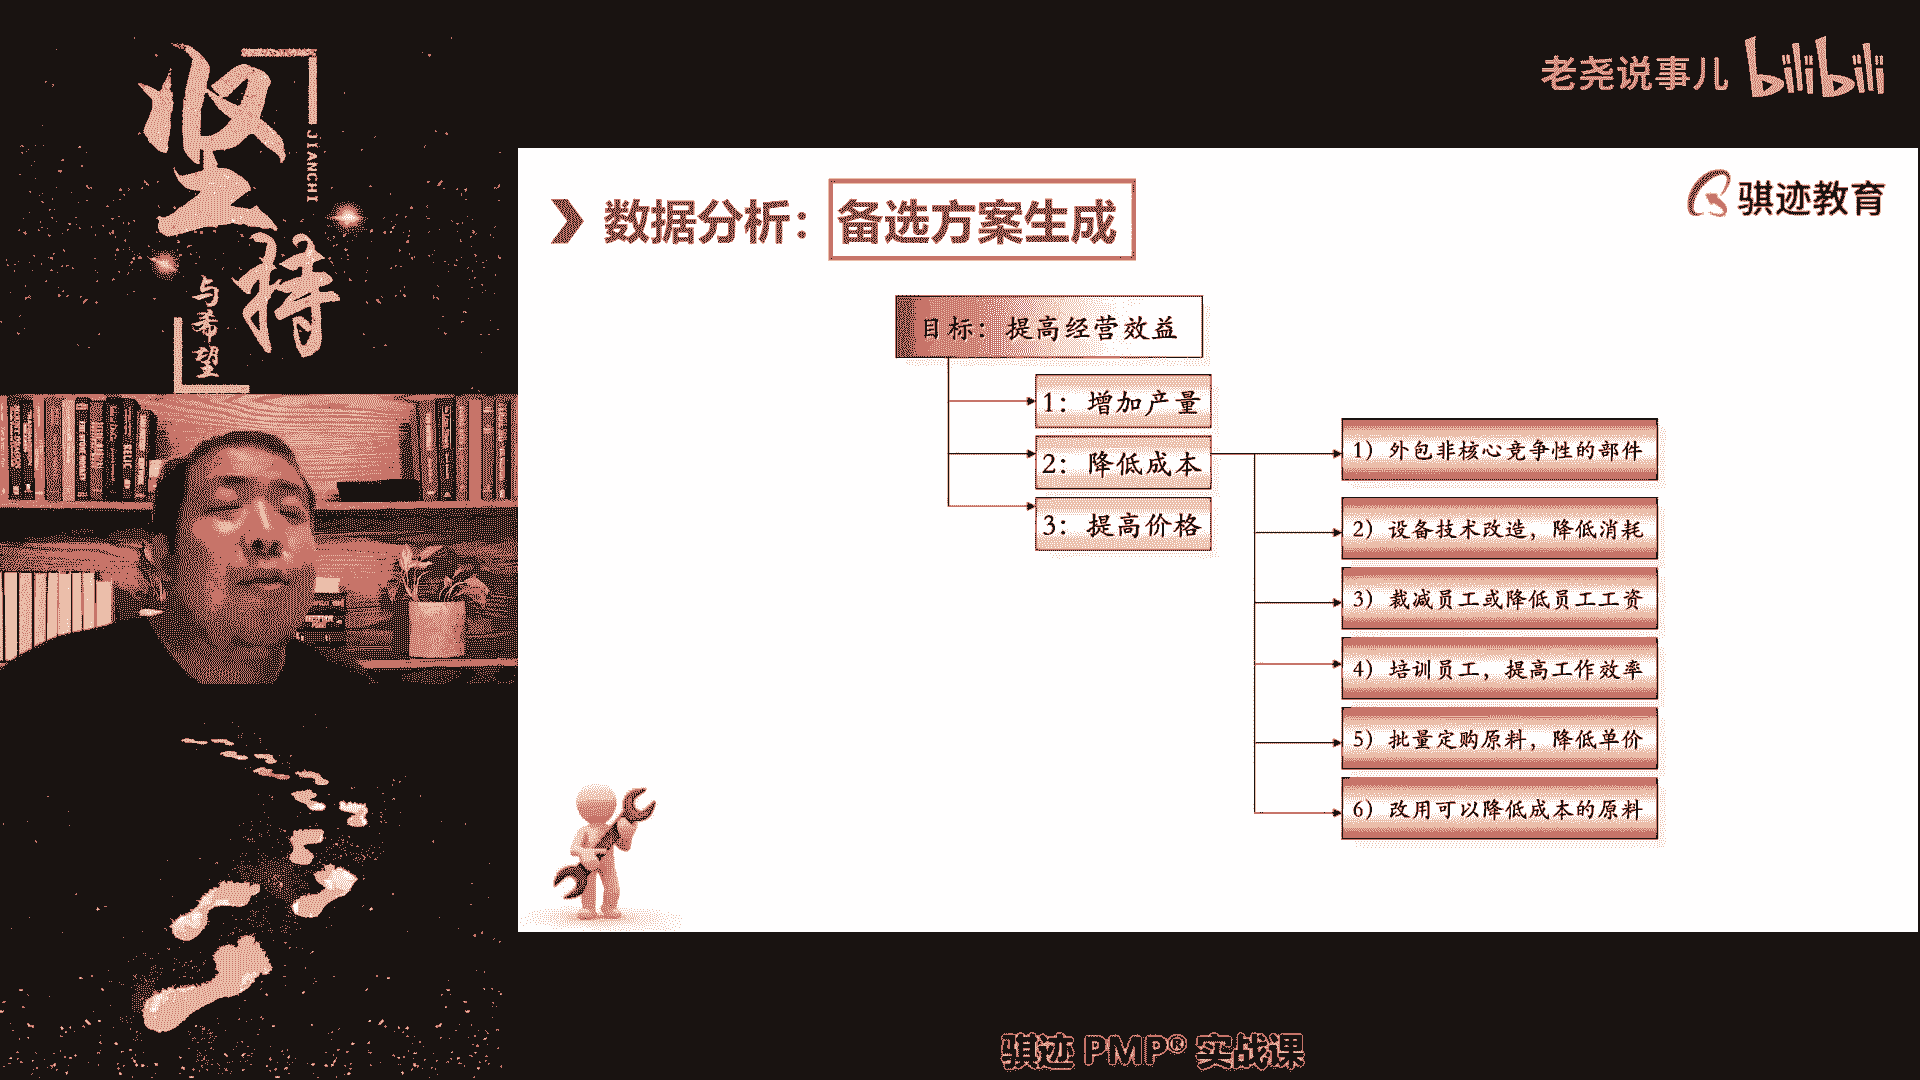 坚持
JIANCHI
与希望
老尧说事儿 bilibili
骐迹教育
数据分析：备选方案生成
目标：提高经营效益
1：增加产量
2：降低成本
3：提高价格
1）外包非核心竞争性的部件
2）设备技术改造，降低消耗
3）裁减员工或降低员工工资
4）培训员工，提高工作效率
5）批量定购原料，降低单价
6）改用可以降低成本的原料
骐迹 PMP® 实战课